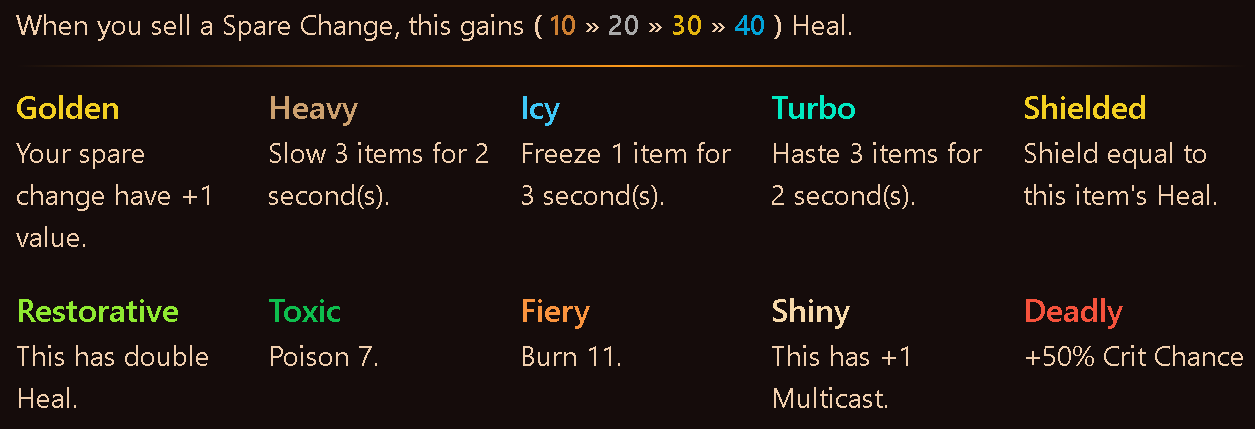 When you sell a Spare Change, this gains ( 10 » 20 » 30 » 40 ) Heal.
Golden
Your spare
change have +1
value.
Heavy
Slow 3 items for 2
second(s).
Icy
Freeze 1 item for
3 second(s).
Turbo
Haste 3 items for
2 second(s).
Shielded
Shield equal to
this item's Heal.
Restorative
This has double
Heal.
Toxic
Poison 7.
Fiery
Burn 11.
Shiny
This has +1
Multicast.
Deadly
+50% Crit Chance